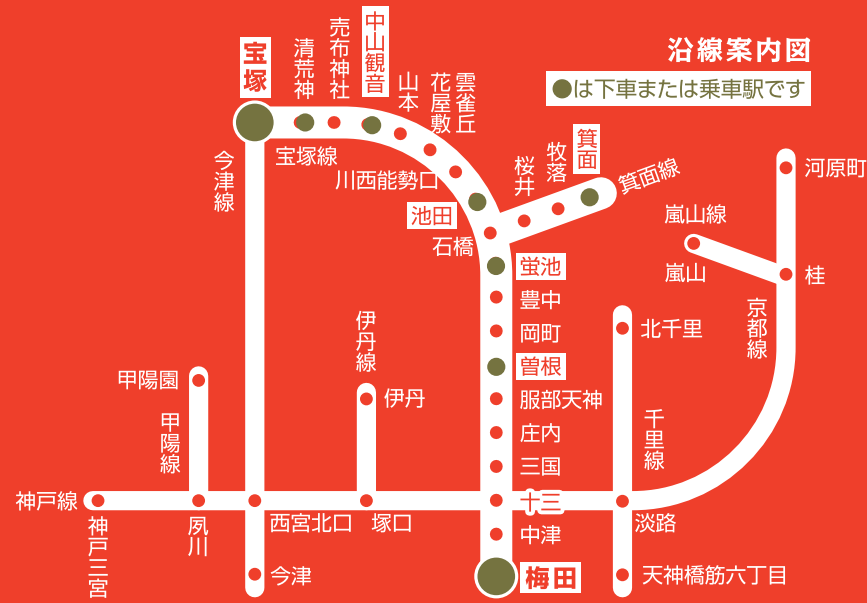 沿線案内図
●は下車または乗車駅です
宝塚
清荒神
売布神社
中山観音
山本
花屋敷
雲雀丘
宝塚線
今津線
川西能勢口
池田
石橋
桜井
牧落
箕面
箕面線
蛍池
豊中
岡町
曽根
服部天神
庄内
三国
十三
中津
梅田
河原町
嵐山線
嵐山
桂
京都線
北千里
千里線
淡路
天神橋筋六丁目
伊丹線
伊丹
塚口
甲陽園
甲陽線
神戸線
神戸三宮
夙川
西宮北口
今津